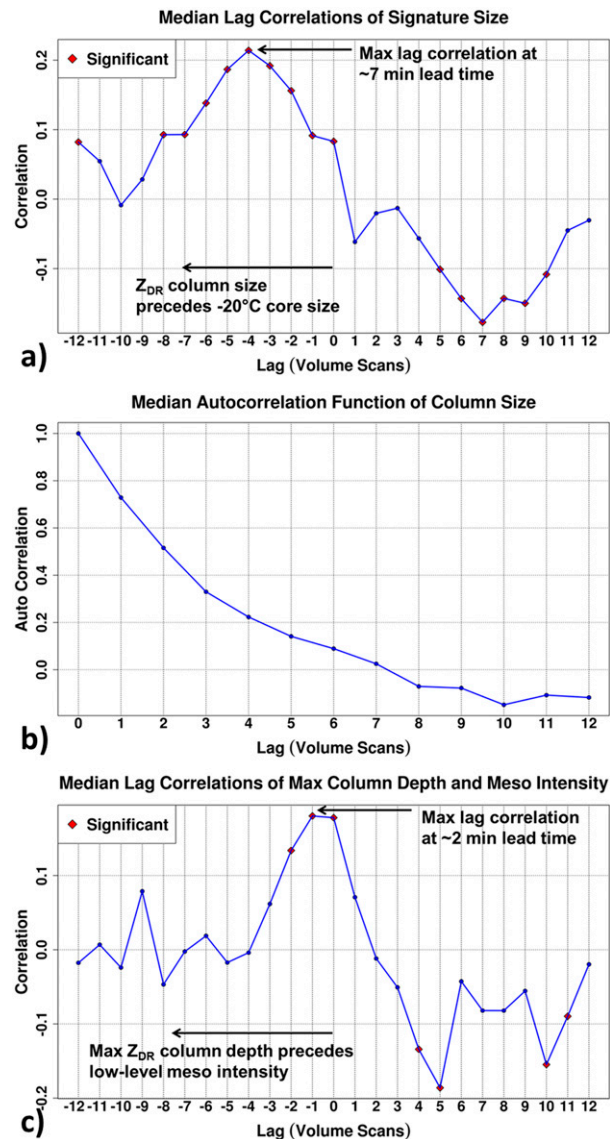 Median Lag Correlations of Signature Size
Significant
Max lag correlation at
~7 min lead time
0.2
0.1
0.0
-0.1
Correlation
Z_DR column size
precedes -20°C core size
-12 -11 -10 -9 -8 -7 -6 -5 -4 -3 -2 -1 0 1 2 3 4 5 6 7 8 9 10 11 12
Lag (Volume Scans)
a)
Median Autocorrelation Function of Column Size
1.0
0.8
0.6
0.4
0.2
0.0
Auto Correlation
0 1 2 3 4 5 6 7 8 9 10 11 12
Lag (Volume Scans)
b)
Median Lag Correlations of Max Column Depth and Meso Intensity
Significant
Max lag correlation
at ~2 min lead time
0.1
0.0
-0.1
-0.2
Correlation
Max Z_DR column depth precedes
low-level meso intensity
-12 -11 -10 -9 -8 -7 -6 -5 -4 -3 -2 -1 0 1 2 3 4 5 6 7 8 9 10 11 12
Lag (Volume Scans)
c)